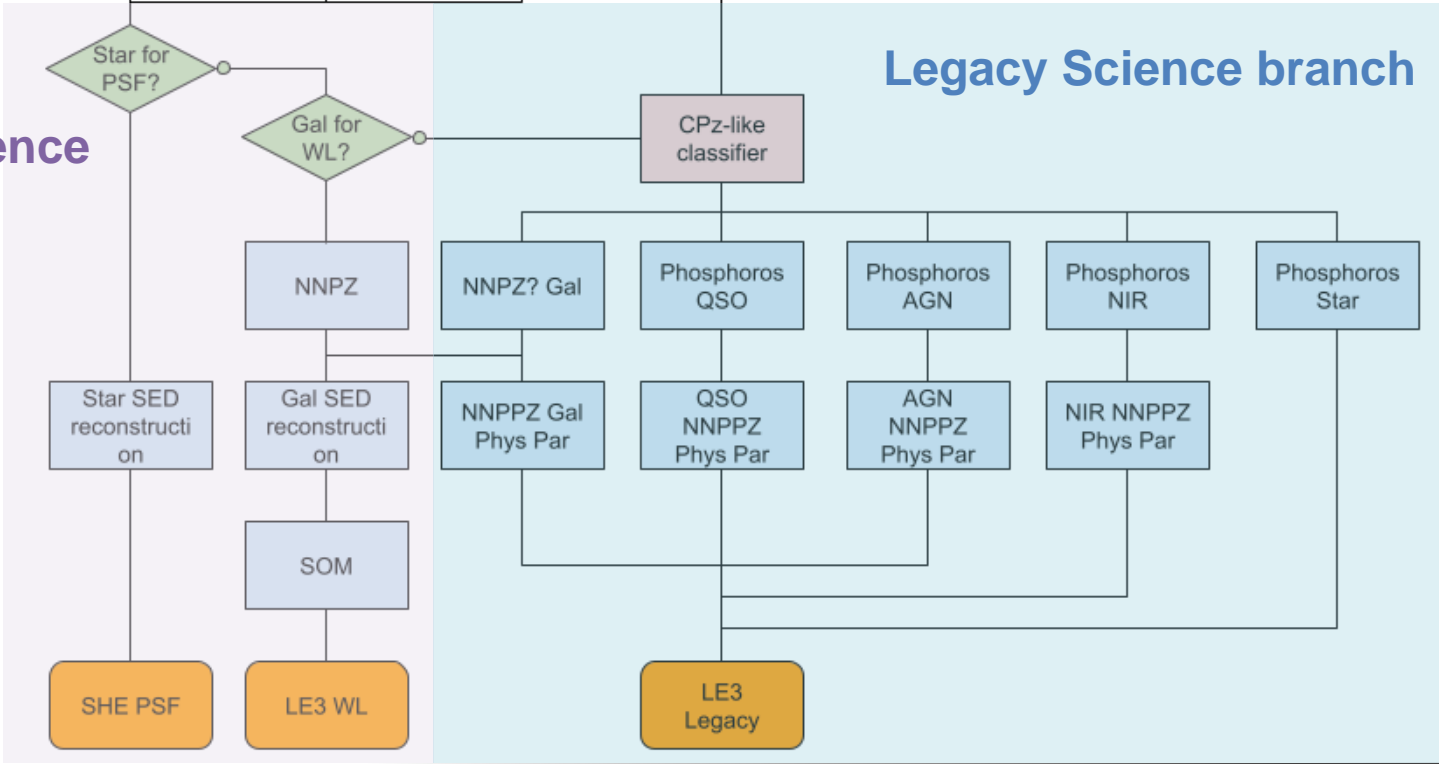 Star for
PSF?
Legacy Science branch
Gal for
WL?
CPz-like
classifier
ence
NNPZ
NNPZ? Gal
Phosphoros
QSO
Phosphoros
AGN
Phosphoros
NIR
Phosphoros
Star
Star SED
reconstructi
on
Gal SED
reconstructi
on
NNPPZ Gal
Phys Par
QSO
NNPPZ
Phys Par
AGN
NNPPZ
Phys Par
NIR NNPPZ
Phys Par
SOM
SHE PSF
LE3 WL
LE3
Legacy